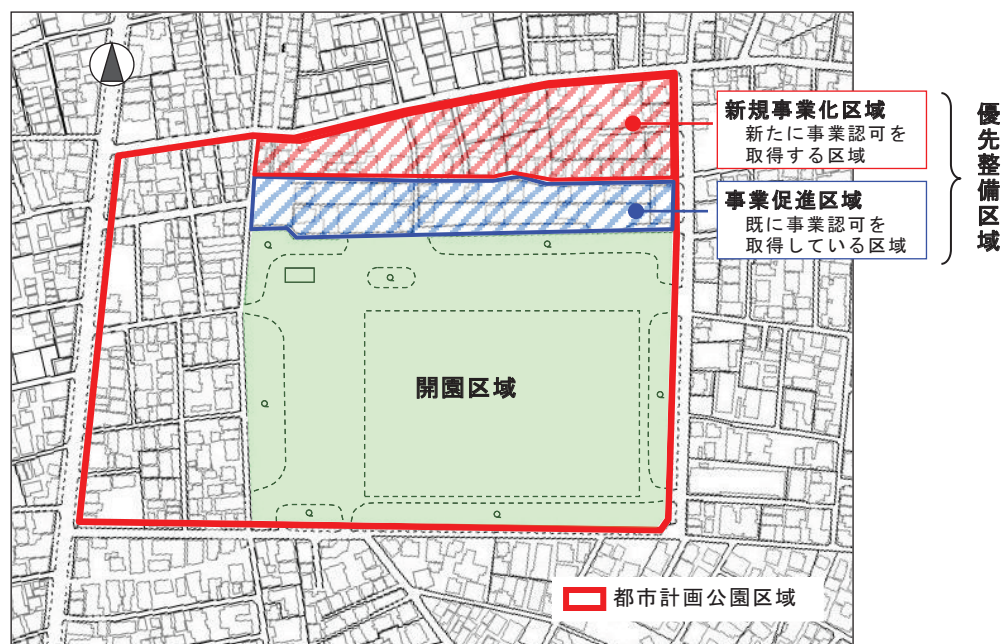 新規事業化区域
新たに事業認可を
取得する区域
事業促進区域
既に事業認可を
取得している区域
優先整備区域
開園区域
都市計画公園区域